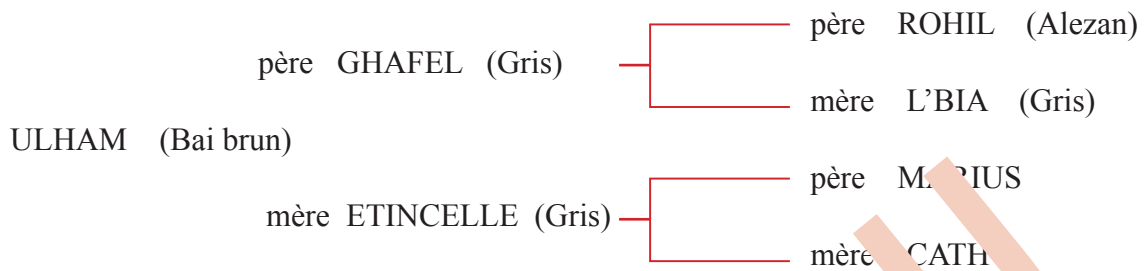 père ROHIL (Alezan)
père GHAFEL (Gris)
mère L'BIA (Gris)
ULHAM (Bai brun)
père
mère ETINCELLE (Gris)
mère